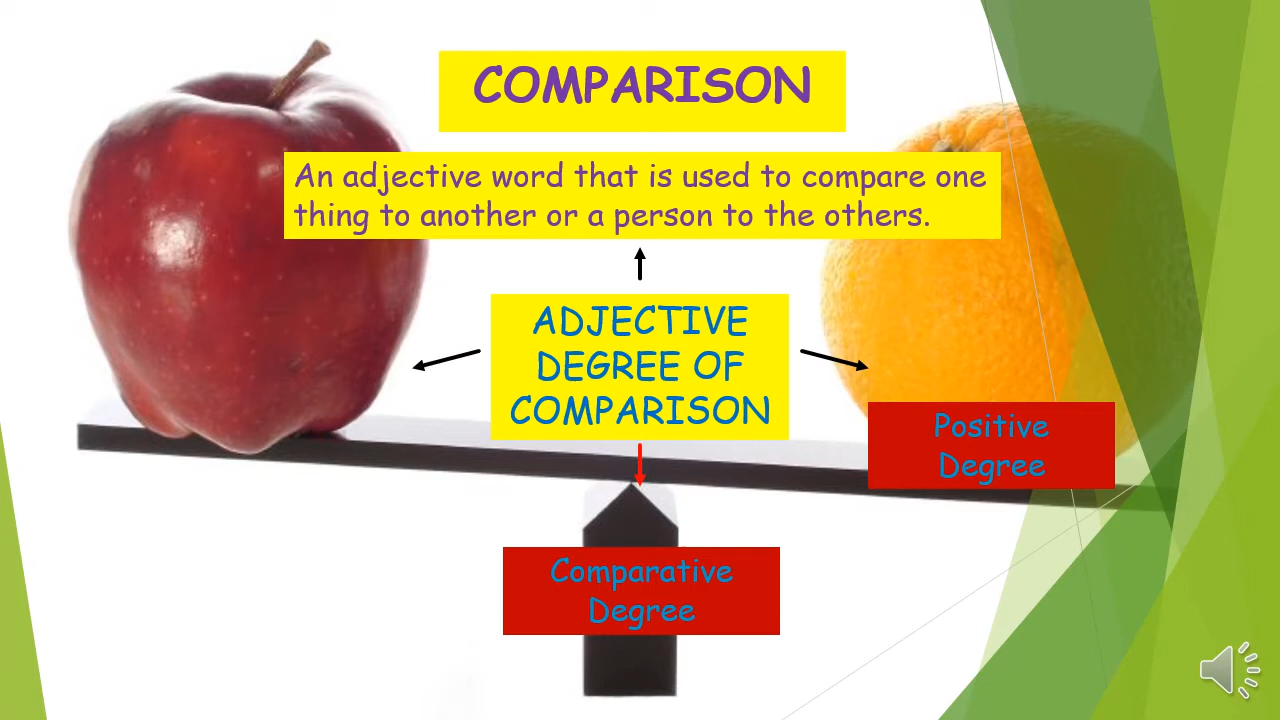 COMPARISON
An adjective word that is used to compare one
thing to another or a person to the others.
ADJECTIVE
DEGREE OF
COMPARISON
Positive
Degree
Comparative
Degree